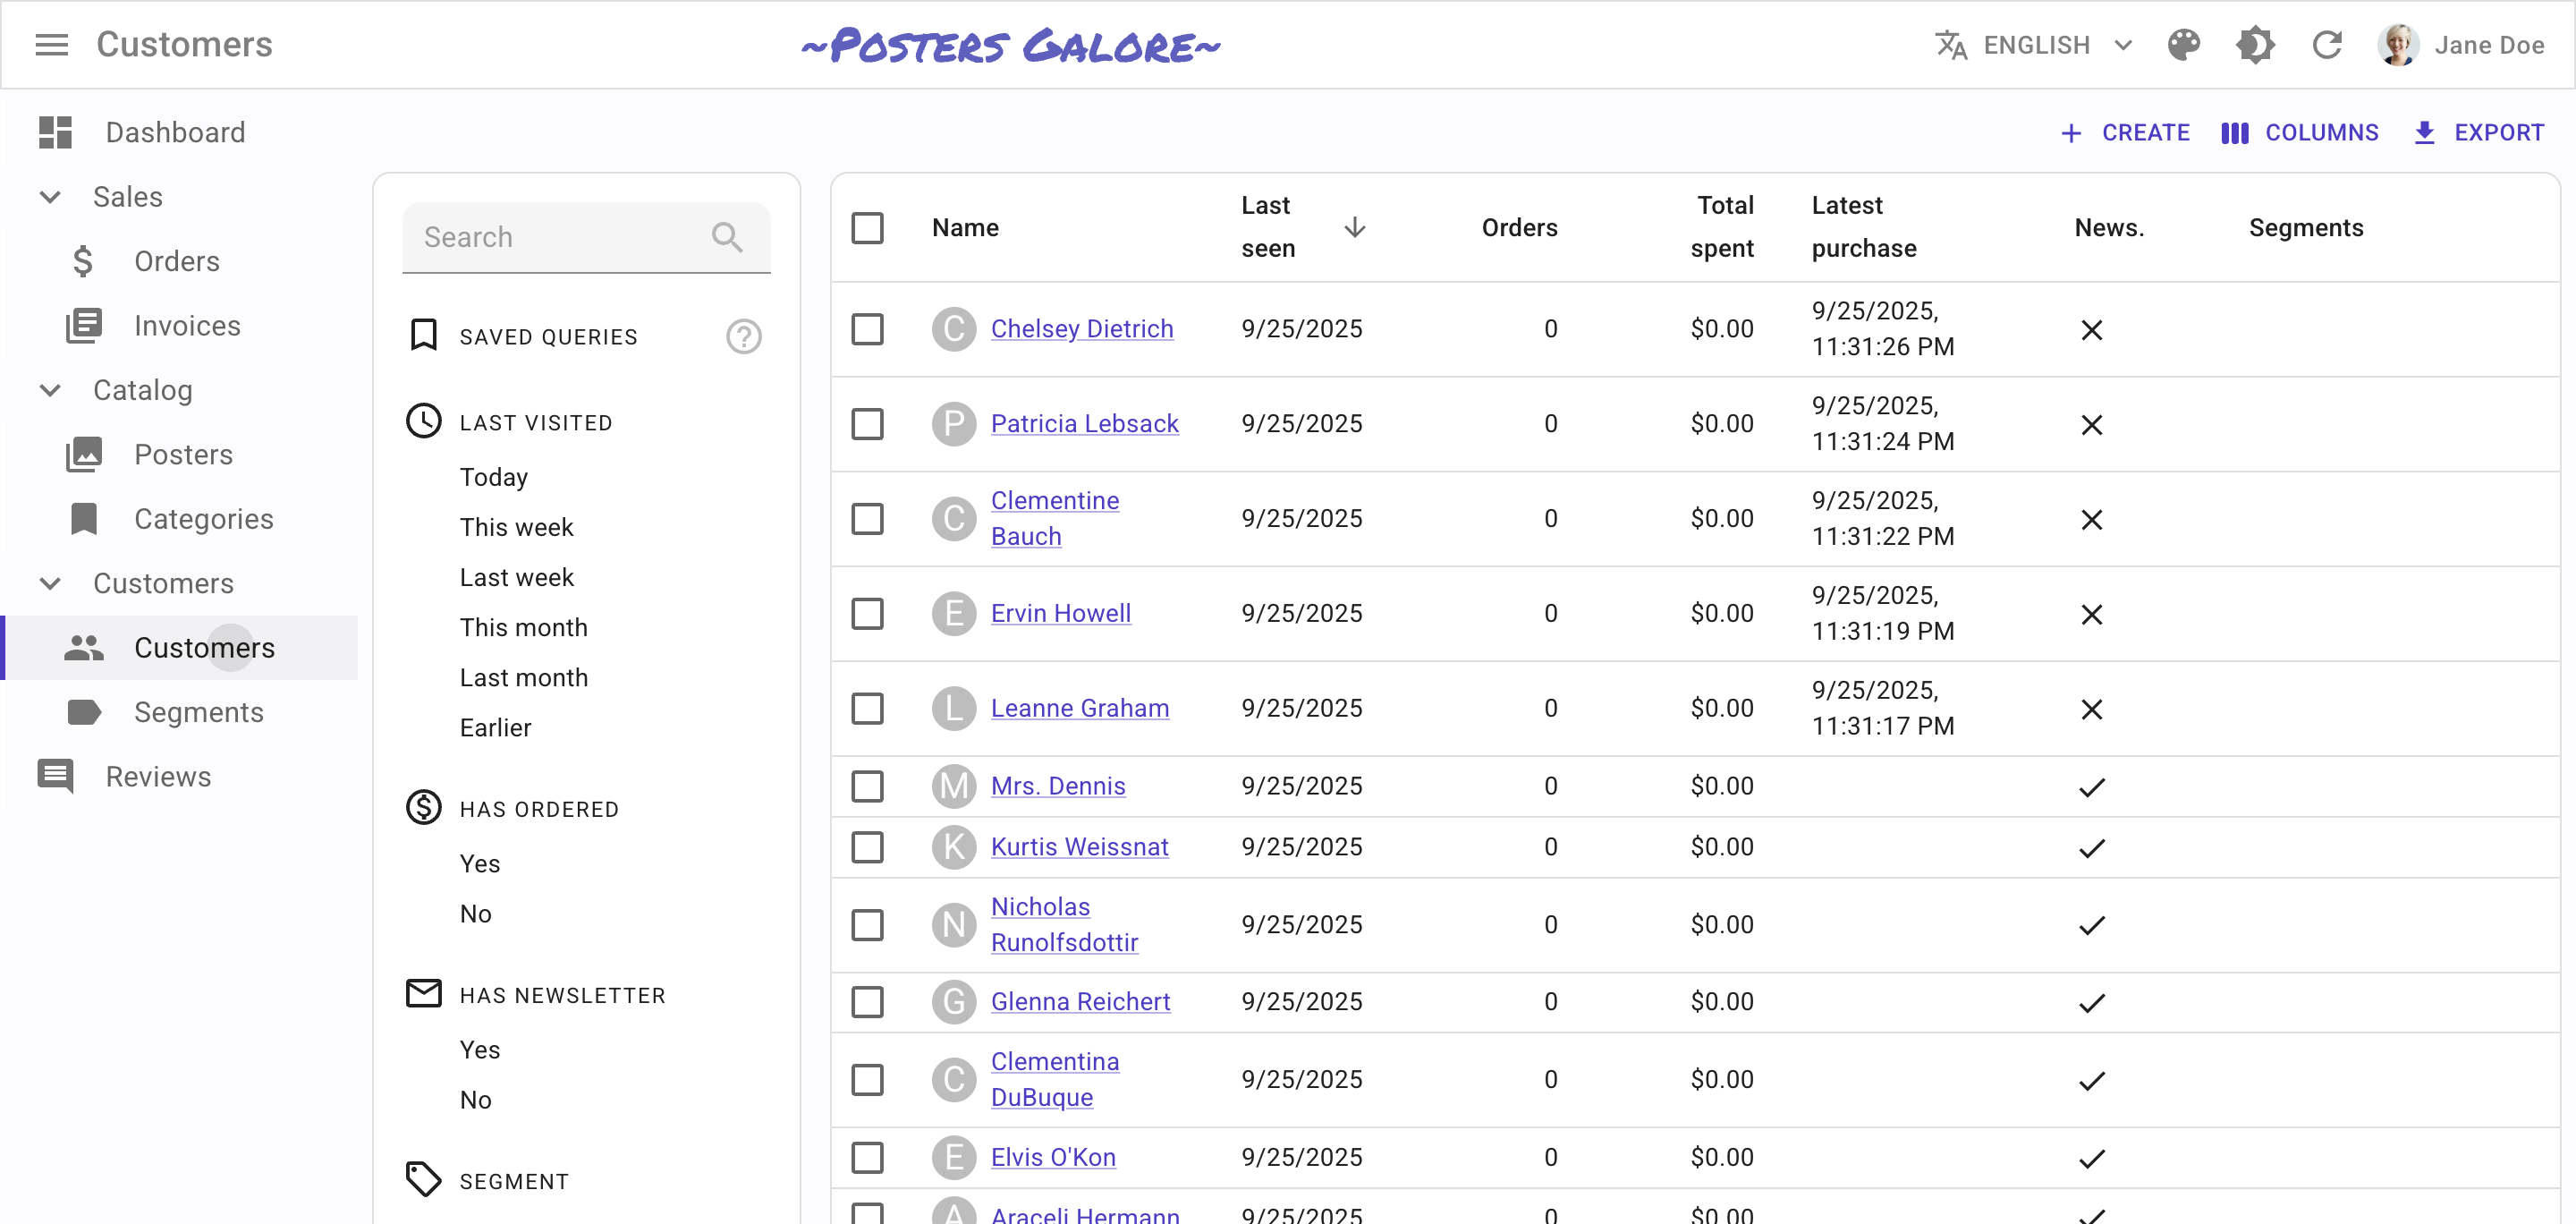 Customers
~Posters Galore~
ENGLISH
Jane Doe
Dashboard
Sales
Orders
Invoices
Catalog
Posters
Categories
Customers
Customers
Segments
Reviews
CREATE
COLUMNS
EXPORT
Search
SAVED QUERIES
?
LAST VISITED
Today
This week
Last week
This month
Last month
Earlier
HAS ORDERED
Yes
No
HAS NEWSLETTER
Yes
No
SEGMENT
Name
Last
seen
Orders
Total
spent
Latest
purchase
News.
Segments
C Chelsey Dietrich 9/25/2025 0 $0.00 9/25/2025,
11:31:26 PM
P Patricia Lebsack 9/25/2025 0 $0.00 9/25/2025,
11:31:24 PM
C Clementine
Bauch 9/25/2025 0 $0.00 9/25/2025,
11:31:22 PM
E Ervin Howell 9/25/2025 0 $0.00 9/25/2025,
11:31:19 PM
L Leanne Graham 9/25/2025 0 $0.00 9/25/2025,
11:31:17 PM
M Mrs. Dennis 9/25/2025 0 $0.00
K Kurtis Weissnat 9/25/2025 0 $0.00
N Nicholas
Runolfsdottir 9/25/2025 0 $0.00
G Glenna Reichert 9/25/2025 0 $0.00
C Clementina
DuBuque 9/25/2025 0 $0.00
E Elvis O'Kon 9/25/2025 0 $0.00
A Araceli Hermann 9/25/2025 0 $0.00